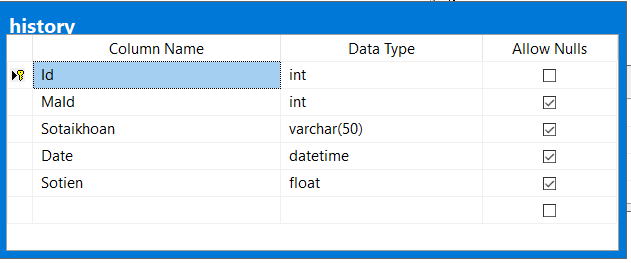 history
Column Name Data Type Allow Nulls
Id int
MaId int
Sotaikhoan varchar(50)
Date datetime
Sotien float